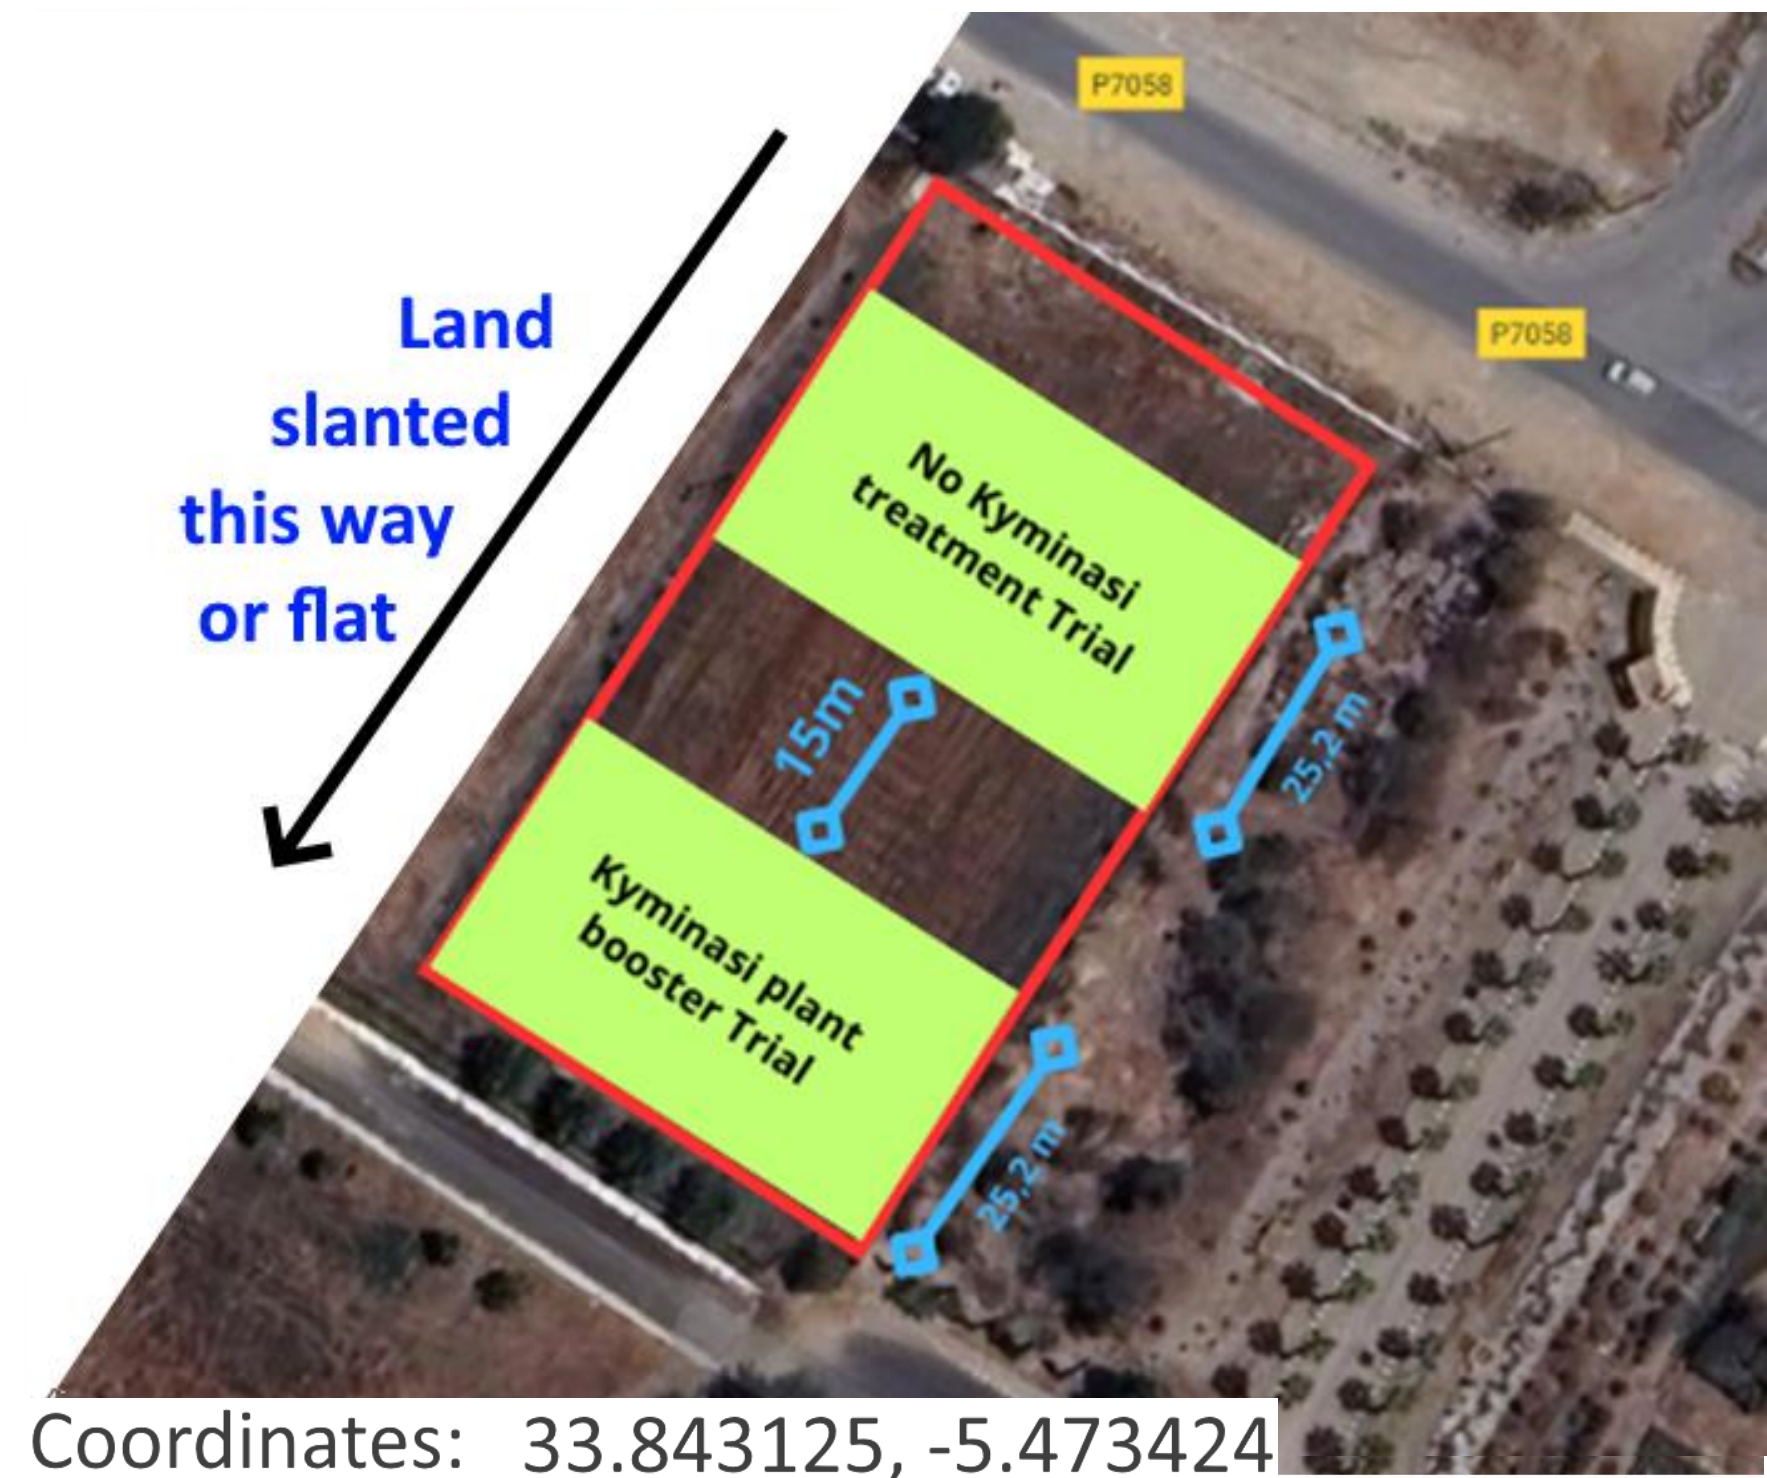 P7058
P7058
Land
slanted
this way
or flat
No Kyminasi
treatment Trial
15m
25,2 m
Kyminasi plant
booster Trial
25,2 m
Coordinates: 33.843125, -5.473424